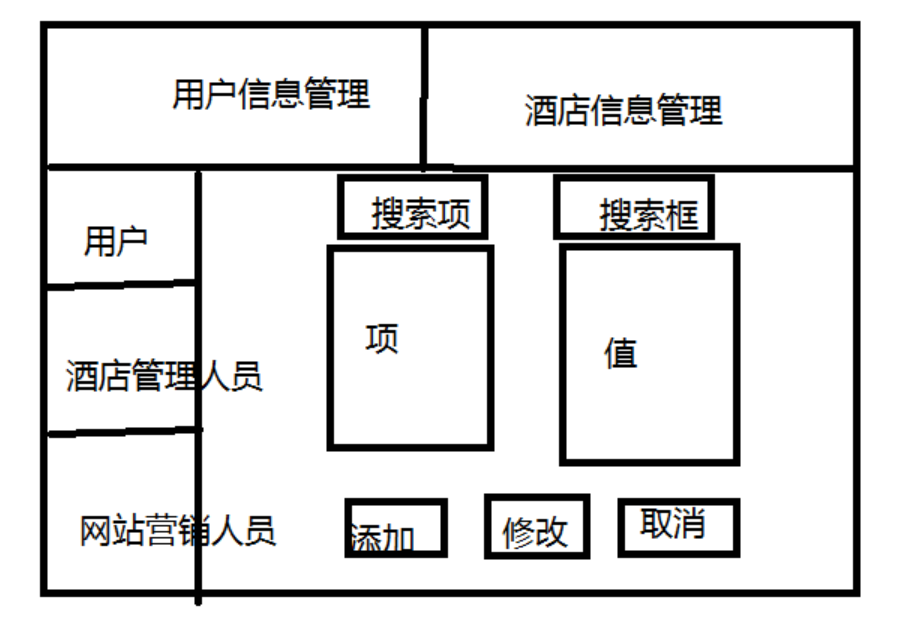 用户信息管理
酒店信息管理
用户
搜索项
搜索框
项
值
酒店管理人员
网站营销人员
添加
修改
取消